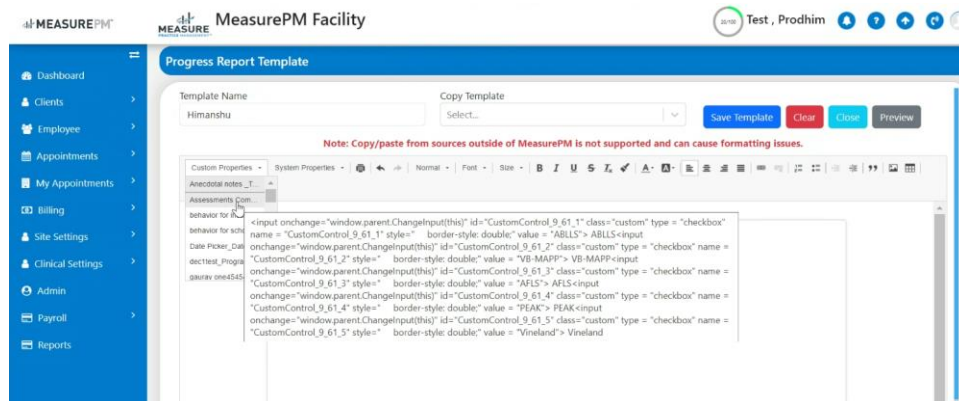 MEASUREPM
MEASURE
PRACTICE MANAGEMENT
MeasurePM Facility
Test , Prodhim
Progress Report Template
Dashboard
Clients
Employee
Appointments
My Appointments
Billing
Site Settings
Clinical Settings
Admin
Payroll
Reports
Template Name
Copy Template
Himanshu
Select...
Save Template
Clear
Close
Preview
Note: Copy/paste from sources outside of MeasurePM is not supported and can cause formatting issues.
Custom Properties
System Properties
Normal
Font
Size
B I U S
Anecdotal notes _T...
Assessments Com...
behavior for in
behavior for scho
Date Picker_Dat
dec1test_Progra
gaurav one4545
<input onchange="window.parent.ChangeInput(this)" id="CustomControl_9_61_1" class="custom" type = "checkbox"
name = "CustomControl_9_61_1" style=" border-style: double;" value = "ABLLS"> ABLLS<input
onchange="window.parent.ChangeInput(this)" id="CustomControl_9_61_2" class="custom" type = "checkbox" name =
"CustomControl_9_61_2" style=" border-style: double;" value = "VB-MAPP"> VB-MAPP<input
onchange="window.parent.ChangeInput(this)" id="CustomControl_9_61_3" class="custom" type = "checkbox" name =
"CustomControl_9_61_3" style=" border-style: double;" value = "AFLS"> AFLS<input
onchange="window.parent.ChangeInput(this)" id="CustomControl_9_61_4" class="custom" type = "checkbox" name =
"CustomControl_9_61_4" style=" border-style: double;" value = "PEAK"> PEAK<input
onchange="window.parent.ChangeInput(this)" id="CustomControl_9_61_5" class="custom" type = "checkbox" name =
"CustomControl_9_61_5" style=" border-style: double;" value = "Vineland"> Vineland